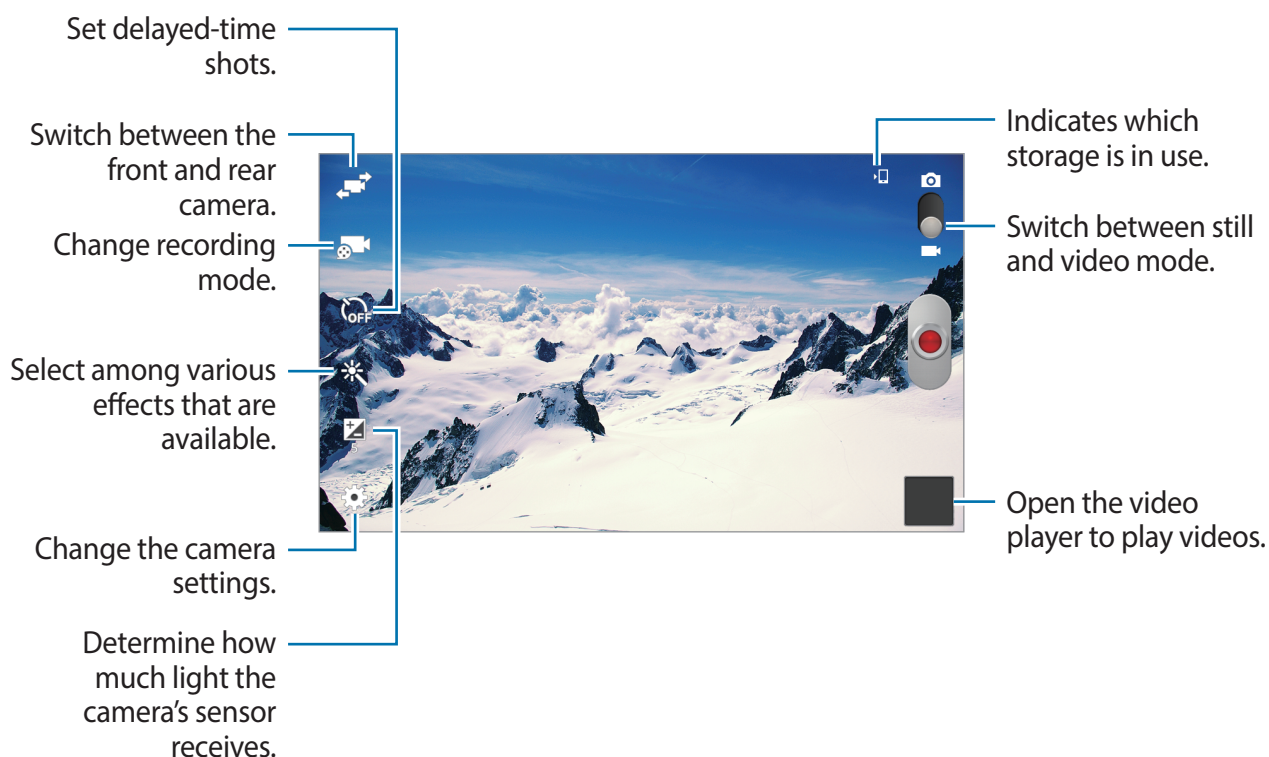 Set delayed-time
shots.
Switch between the
front and rear
camera.
Change recording
mode.
OFF
Select among various
effects that are
available.
Change the camera
settings.
Determine how
much light the
camera’s sensor
receives.
Indicates which
storage is in use.
Switch between still
and video mode.
Open the video
player to play videos.